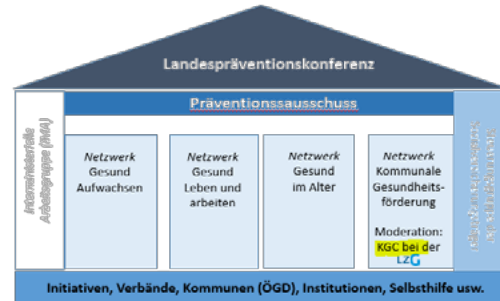 Landespräventionskonferenz
Präventionssausschuss
Interministerielle
Arbeitsgruppe (IMA)
Netzwerk
Gesund
Aufwachsen
Netzwerk
Gesund
Leben und
arbeiten
Netzwerk
Gesund
im Alter
Netzwerk
Kommunale
Gesundheits-
förderung
Moderation:
KGC bei der
LZG
Initiativen, Verbände, Kommunen (ÖGD), Institutionen, Selbsthilfe usw.